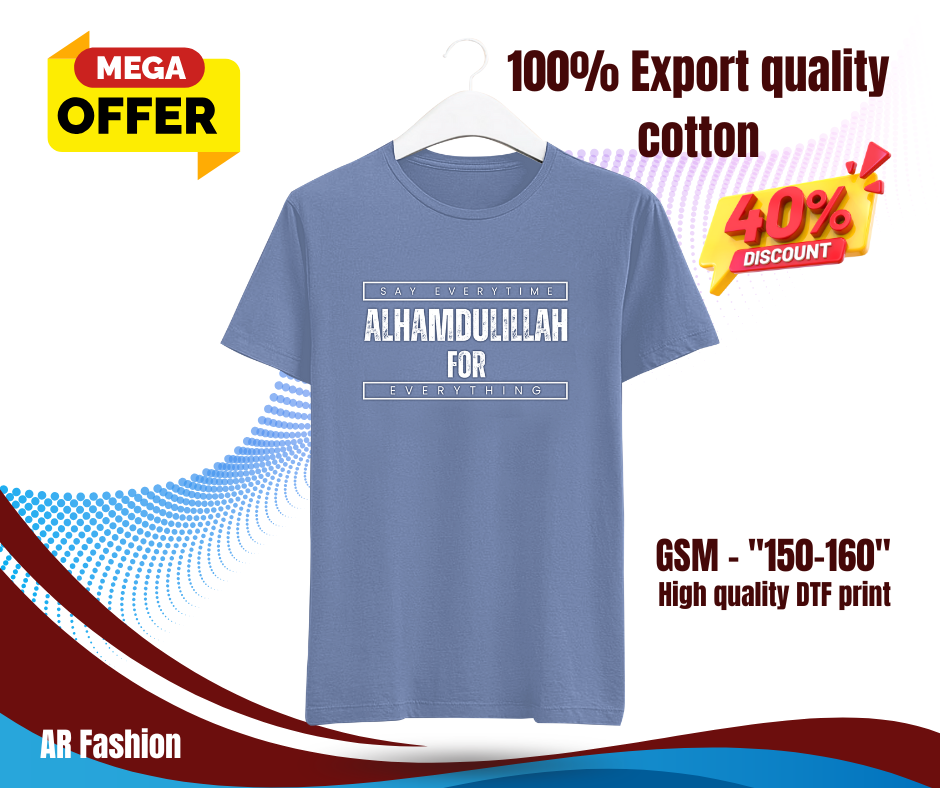 MEGA
OFFER
100% Export quality
cotton
40%
DISCOUNT
SAY EVERYTIME
ALHAMDULILLAH
FOR
EVERYTHING
GSM - "150-160"
High quality DTF print
AR Fashion